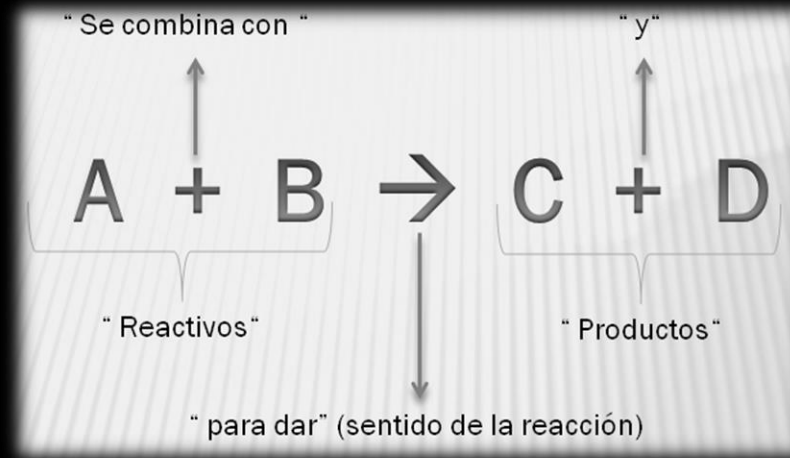 ¨ Se combina con ¨ ¨ y¨
A + B → C + D
¨ Reactivos¨ ¨ Productos¨
¨ para dar¨ (sentido de la reacción)